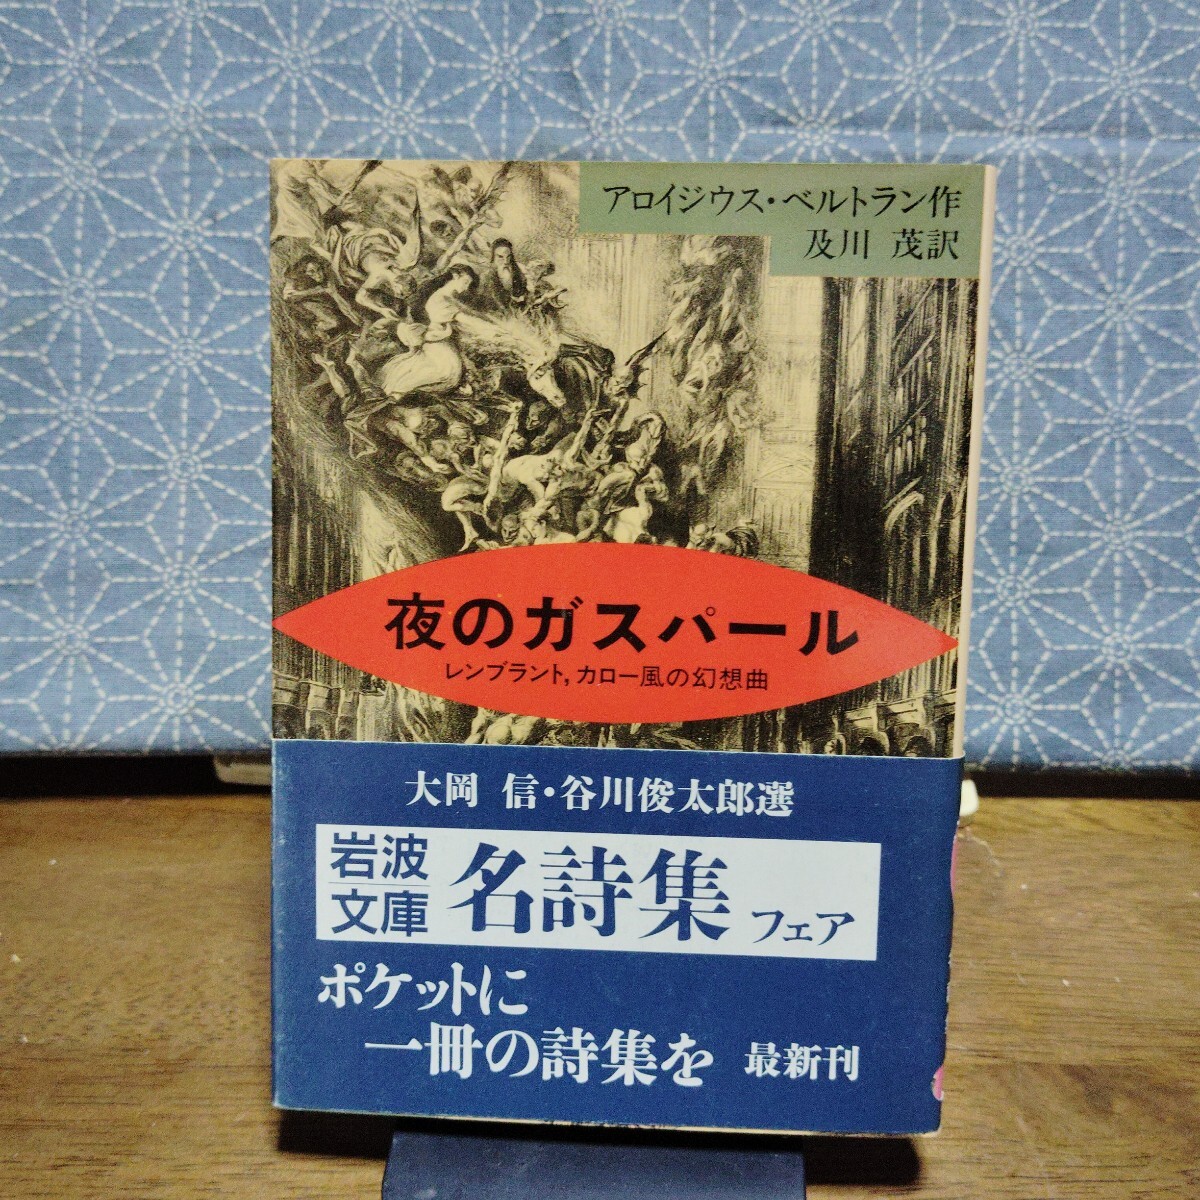 アロイジウス・ベルトラン作
及川 茂訳
夜のガスパール
レンブラント,カロー風の幻想曲
大岡 信・谷川俊太郎選
岩波
文庫
名詩集 フェア
ポケットに
一冊の詩集を 最新刊